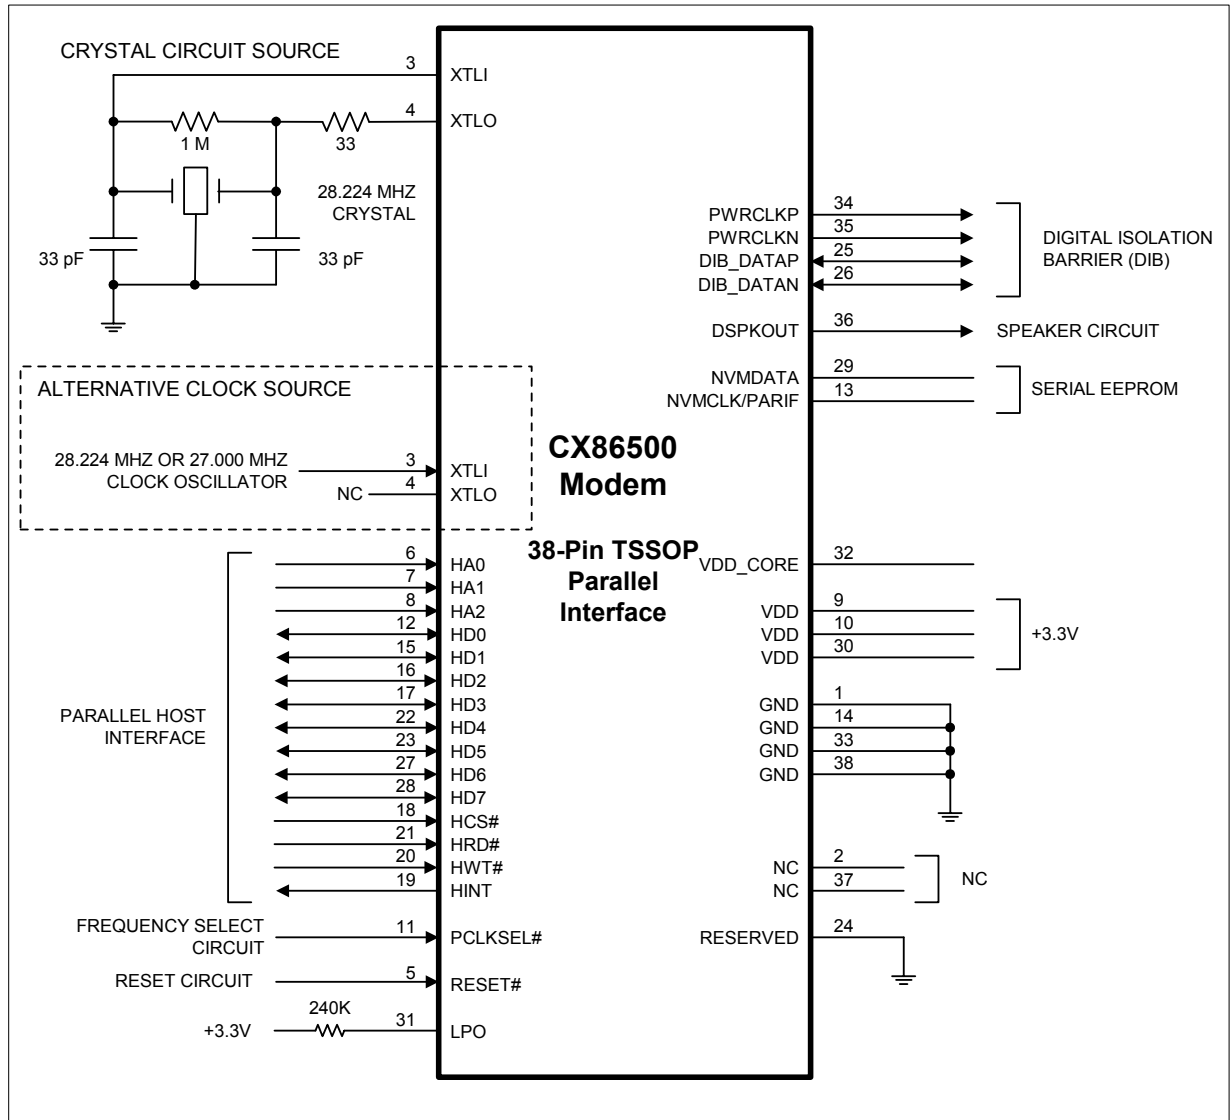 CRYSTAL CIRCUIT SOURCE
3
XTLI
4
XTLO
1 M
33
28.224 MHZ
CRYSTAL
33 pF
33 pF
ALTERNATIVE CLOCK SOURCE
28.224 MHZ OR 27.000 MHZ
CLOCK OSCILLATOR
3
XTLI
NC
4
XTLO
PARALLEL HOST
INTERFACE
6 HA0
7 HA1
8 HA2
12 HD0
15 HD1
16 HD2
17 HD3
22 HD4
23 HD5
27 HD6
28 HD7
18 HCS#
21 HRD#
20 HWT#
19 HINT
FREQUENCY SELECT
CIRCUIT
11 PCLKSEL#
RESET CIRCUIT
5 RESET#
+3.3V
240K
31 LPO
CX86500
Modem
38-Pin TSSOP
Parallel
Interface
PWRCLKP 34
PWRCLKN 35
DIB_DATAP 25
DIB_DATAN 26
DIGITAL ISOLATION
BARRIER (DIB)
DSPKOUT 36 SPEAKER CIRCUIT
NVMDATA 29
NVMCLK/PARIF 13
SERIAL EEPROM
VDD_CORE 32
VDD 9
VDD 10
VDD 30
+3.3V
GND 1
GND 14
GND 33
GND 38
NC 2
NC 37
NC
RESERVED 24